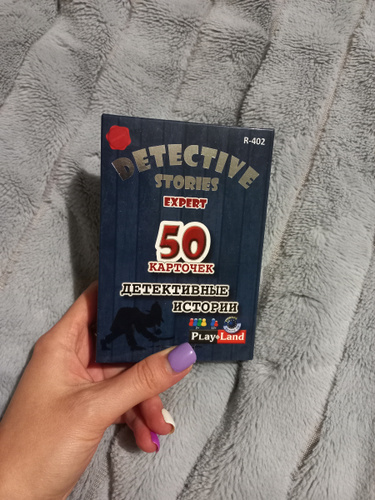 R-402
DETECTIVE
STORIES
EXPERT
50
КАРТОЧЕК
ДЕТЕКТИВНЫЕ
ИСТОРИИ
Play Land